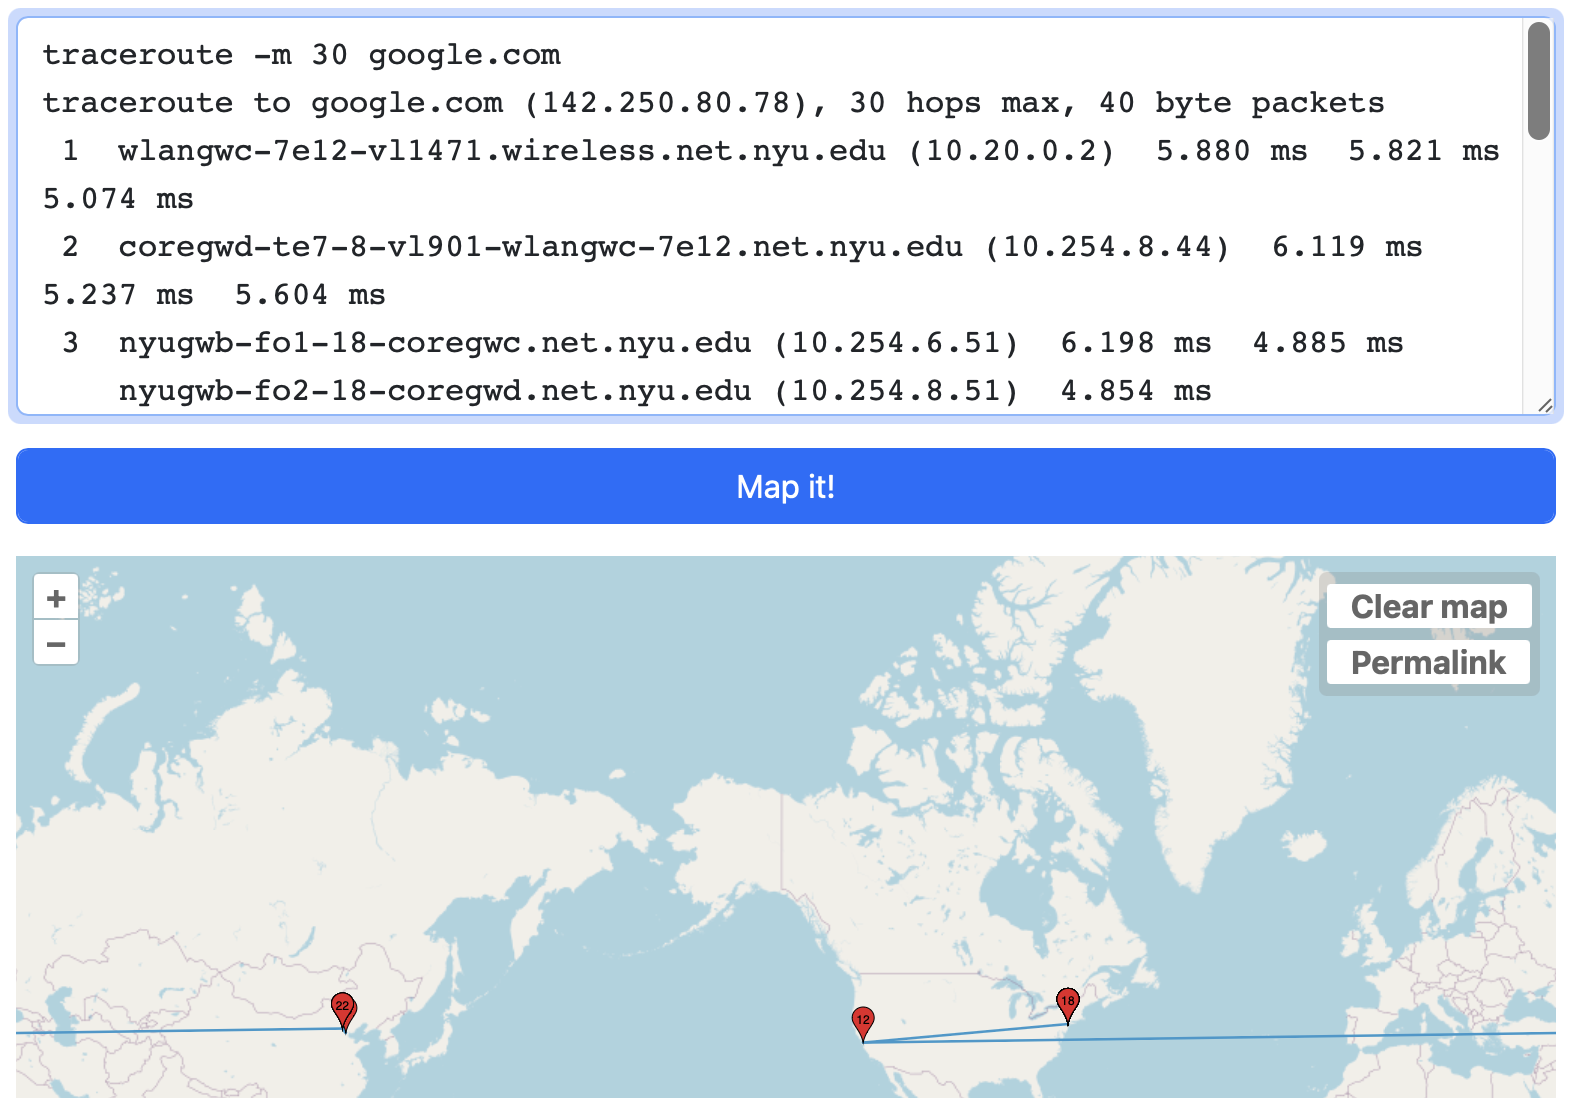 traceroute -m 30 google.com
traceroute to google.com (142.250.80.78), 30 hops max, 40 byte packets
1  wlangwc-7e12-vl1471.wireless.net.nyu.edu (10.20.0.2)  5.880 ms  5.821 ms
5.074 ms
2  coregwd-te7-8-vl901-wlangwc-7e12.net.nyu.edu (10.254.8.44)  6.119 ms
5.237 ms  5.604 ms
3  nyugwb-fo1-18-coregwc.net.nyu.edu (10.254.6.51)  6.198 ms  4.885 ms
nyugwb-fo2-18-coregwd.net.nyu.edu (10.254.8.51)  4.854 ms
Map it!
+
−
Clear map
Permalink
22
12
18